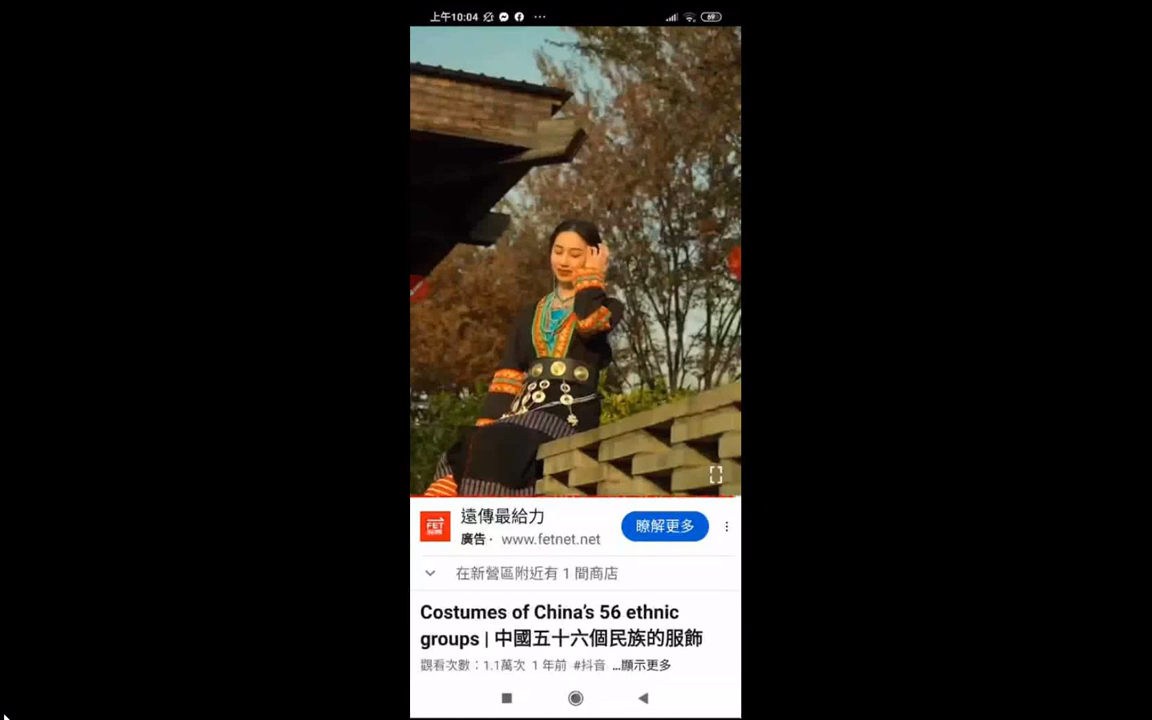 上午10:04
69
遠傳最給力
FET
廣告 · www.fetnet.net
瞭解更多
在新營區附近有 1 間商店
Costumes of China's 56 ethnic
groups | 中國五十六個民族的服飾
觀看次數：1.1萬次 1 年前 #抖音 ...顯示更多